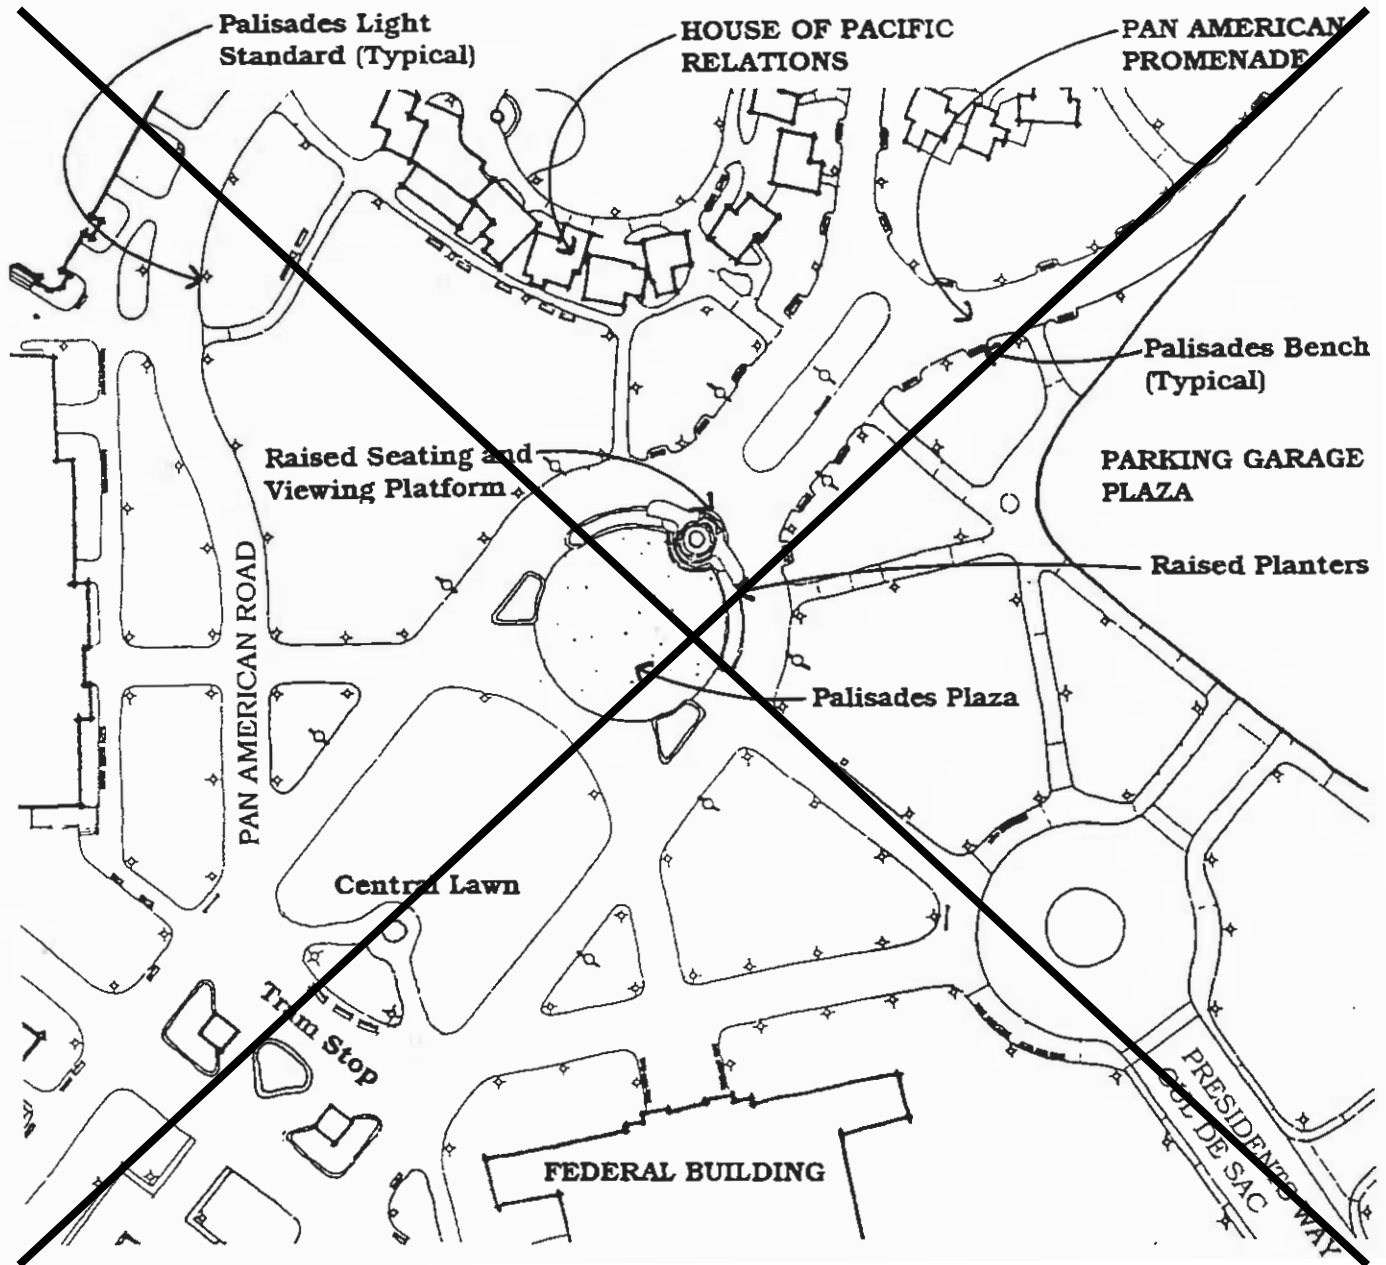 Palisades Light
Standard (Typical)
HOUSE OF PACIFIC
RELATIONS
PAN AMERICAN
PROMENADE
Palisades Bench
(Typical)
Raised Seating and
Viewing Platform
PARKING GARAGE
PLAZA
Raised Planters
PAN AMERICAN ROAD
Palisades Plaza
Central Lawn
Tram Stop
FEDERAL BUILDING
PRESIDENTS WAY
CUL DE SAC